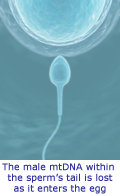 The male mtDNA within
the sperm's tail is lost
as it enters the egg